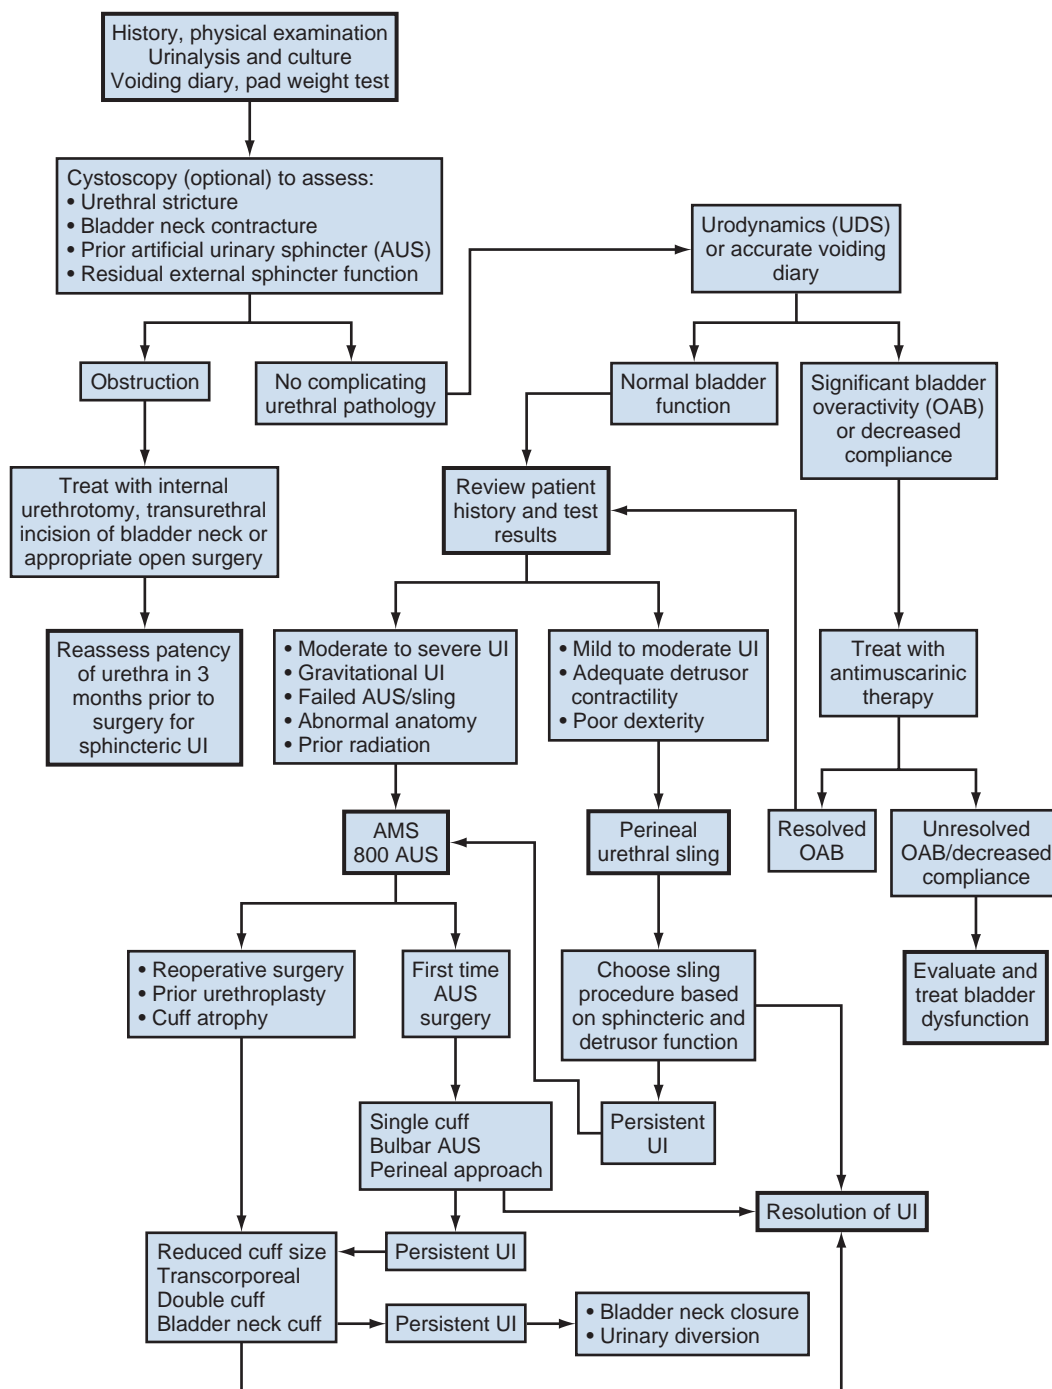 History, physical examination
Urinalysis and culture
Voiding diary, pad weight test
Cystoscopy (optional) to assess:
• Urethral stricture
• Bladder neck contracture
• Prior artificial urinary sphincter (AUS)
• Residual external sphincter function
Urodynamics (UDS)
or accurate voiding
diary
Obstruction
No complicating
urethral pathology
Normal bladder
function
Significant bladder
overactivity (OAB)
or decreased
compliance
Treat with internal
urethrotomy, transurethral
incision of bladder neck or
appropriate open surgery
Review patient
history and test
results
Reassess patency
of urethra in 3
months prior to
surgery for
sphincteric UI
• Moderate to severe UI
• Gravitational UI
• Failed AUS/sling
• Abnormal anatomy
• Prior radiation
• Mild to moderate UI
• Adequate detrusor
contractility
• Poor dexterity
Treat with
antimuscarinic
therapy
AMS
800 AUS
Perineal
urethral sling
Resolved
OAB
Unresolved
OAB/decreased
compliance
• Reoperative surgery
• Prior urethroplasty
• Cuff atrophy
First time
AUS
surgery
Choose sling
procedure based
on sphincteric and
detrusor function
Evaluate and
treat bladder
dysfunction
Single cuff
Bulbar AUS
Perineal approach
Persistent
UI
Resolution of UI
Reduced cuff size
Transcorporeal
Double cuff
Bladder neck cuff
Persistent UI
Persistent UI
• Bladder neck closure
• Urinary diversion